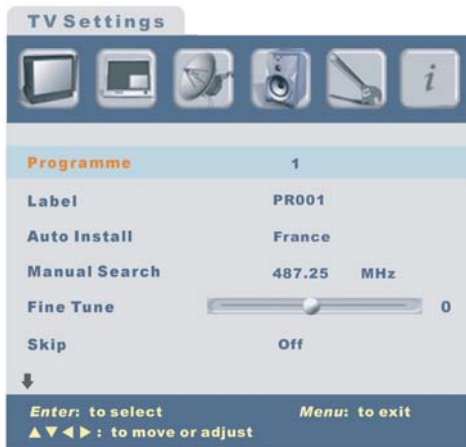 TV Settings
i
Programme 1
Label PR001
Auto Install France
Manual Search 487.25 MHz
Fine Tune 0
Skip Off
Enter: to select Menu: to exit
▲▼◀▶: to move or adjust